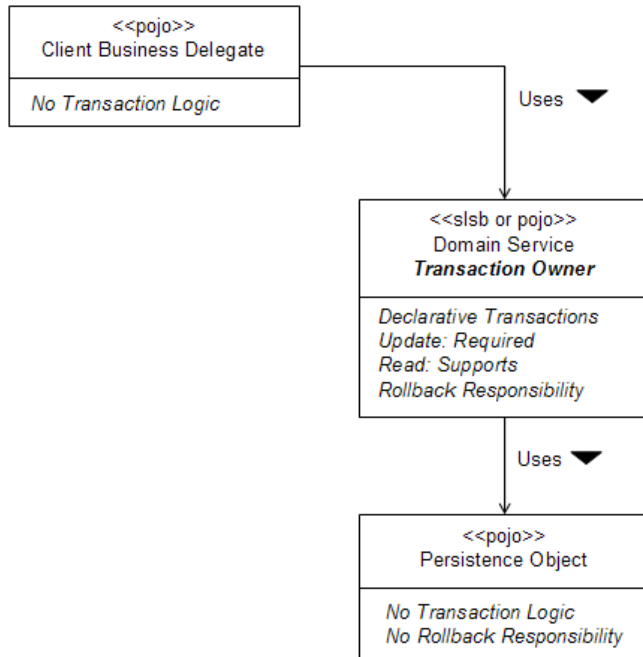 <<pojo>>
Client Business Delegate
No Transaction Logic
Uses
<<slsb or pojo>>
Domain Service
Transaction Owner
Declarative Transactions
Update: Required
Read: Supports
Rollback Responsibility
Uses
<<pojo>>
Persistence Object
No Transaction Logic
No Rollback Responsibility